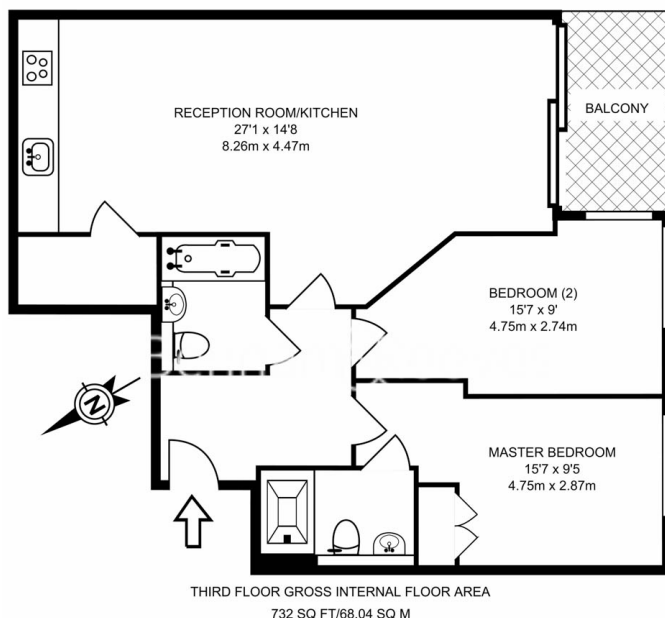 RECEPTION ROOM/KITCHEN
27'1 x 14'8
8.26m x 4.47m
BALCONY
BEDROOM (2)
15'7 x 9'
4.75m x 2.74m
N
MASTER BEDROOM
15'7 x 9'5
4.75m x 2.87m
THIRD FLOOR GROSS INTERNAL FLOOR AREA
732 SQ FT/68.04 SQ M